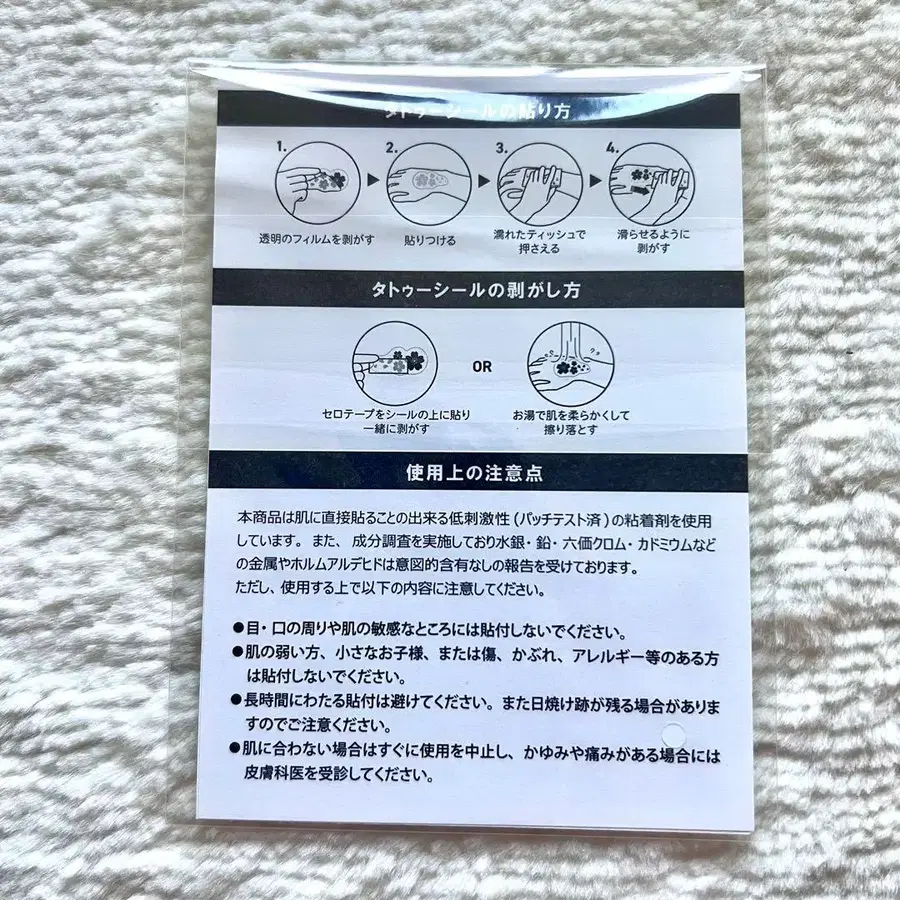 タトゥーシールの貼り方
1. 2. 3. 4.
透明のフィルムを剥がす
貼りつける
濡れたティッシュで
押さえる
滑らせるように
剥がす
タトゥーシールの剥がし方
OR
セロテープをシールの上に貼り
一緒に剥がす
お湯で肌を柔らかくして
擦り落とす
使用上の注意点
本商品は肌に直接貼ることの出来る低刺激性(パッチテスト済)の粘着剤を使用
しています。また、成分調査を実施しており水銀・鉛・六価クロム・カドミウムなど
の金属やホルムアルデヒドは意図的含有なしの報告を受けております。
ただし、使用する上で以下の内容に注意してください。
●目・口の周りや肌の敏感なところには貼付しないでください。
●肌の弱い方、小さなお子様、または傷、かぶれ、アレルギー等のある方
は貼付しないでください。
●長時間にわたる貼付は避けてください。また日焼け跡が残る場合がありま
すのでご注意ください。
●肌に合わない場合はすぐに使用を中止し、かゆみや痛みがある場合には
皮膚科医を受診してください。